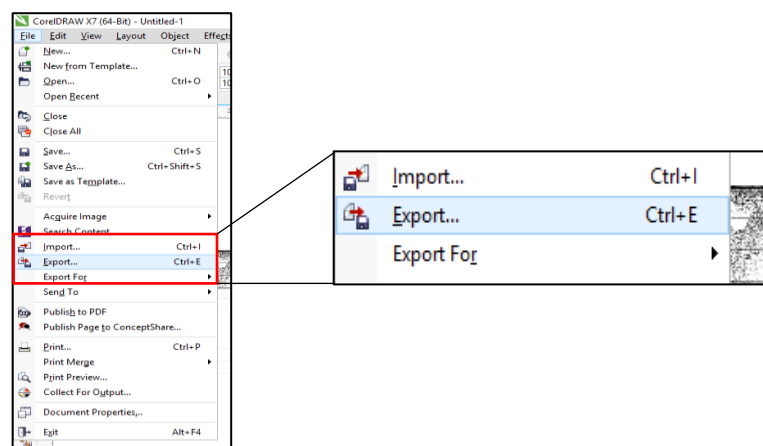 CorelDRAW X7 (64-Bit) - Untitled-1
File Edit View Layout Object Effects
New... Ctrl+N
New from Template...
Open... Ctrl+O
Open Recent
Close
Close All
Save... Ctrl+S
Save As... Ctrl+Shift+S
Save as Template...
Revert
Acquire Image
Search Content
Import... Ctrl+I
Export... Ctrl+E
Export For
Send To
Publish to PDF
Publish Page to ConceptShare...
Print... Ctrl+P
Print Merge
Print Preview...
Collect For Output...
Document Properties...
Exit Alt+F4
Import... Ctrl+I
Export... Ctrl+E
Export For